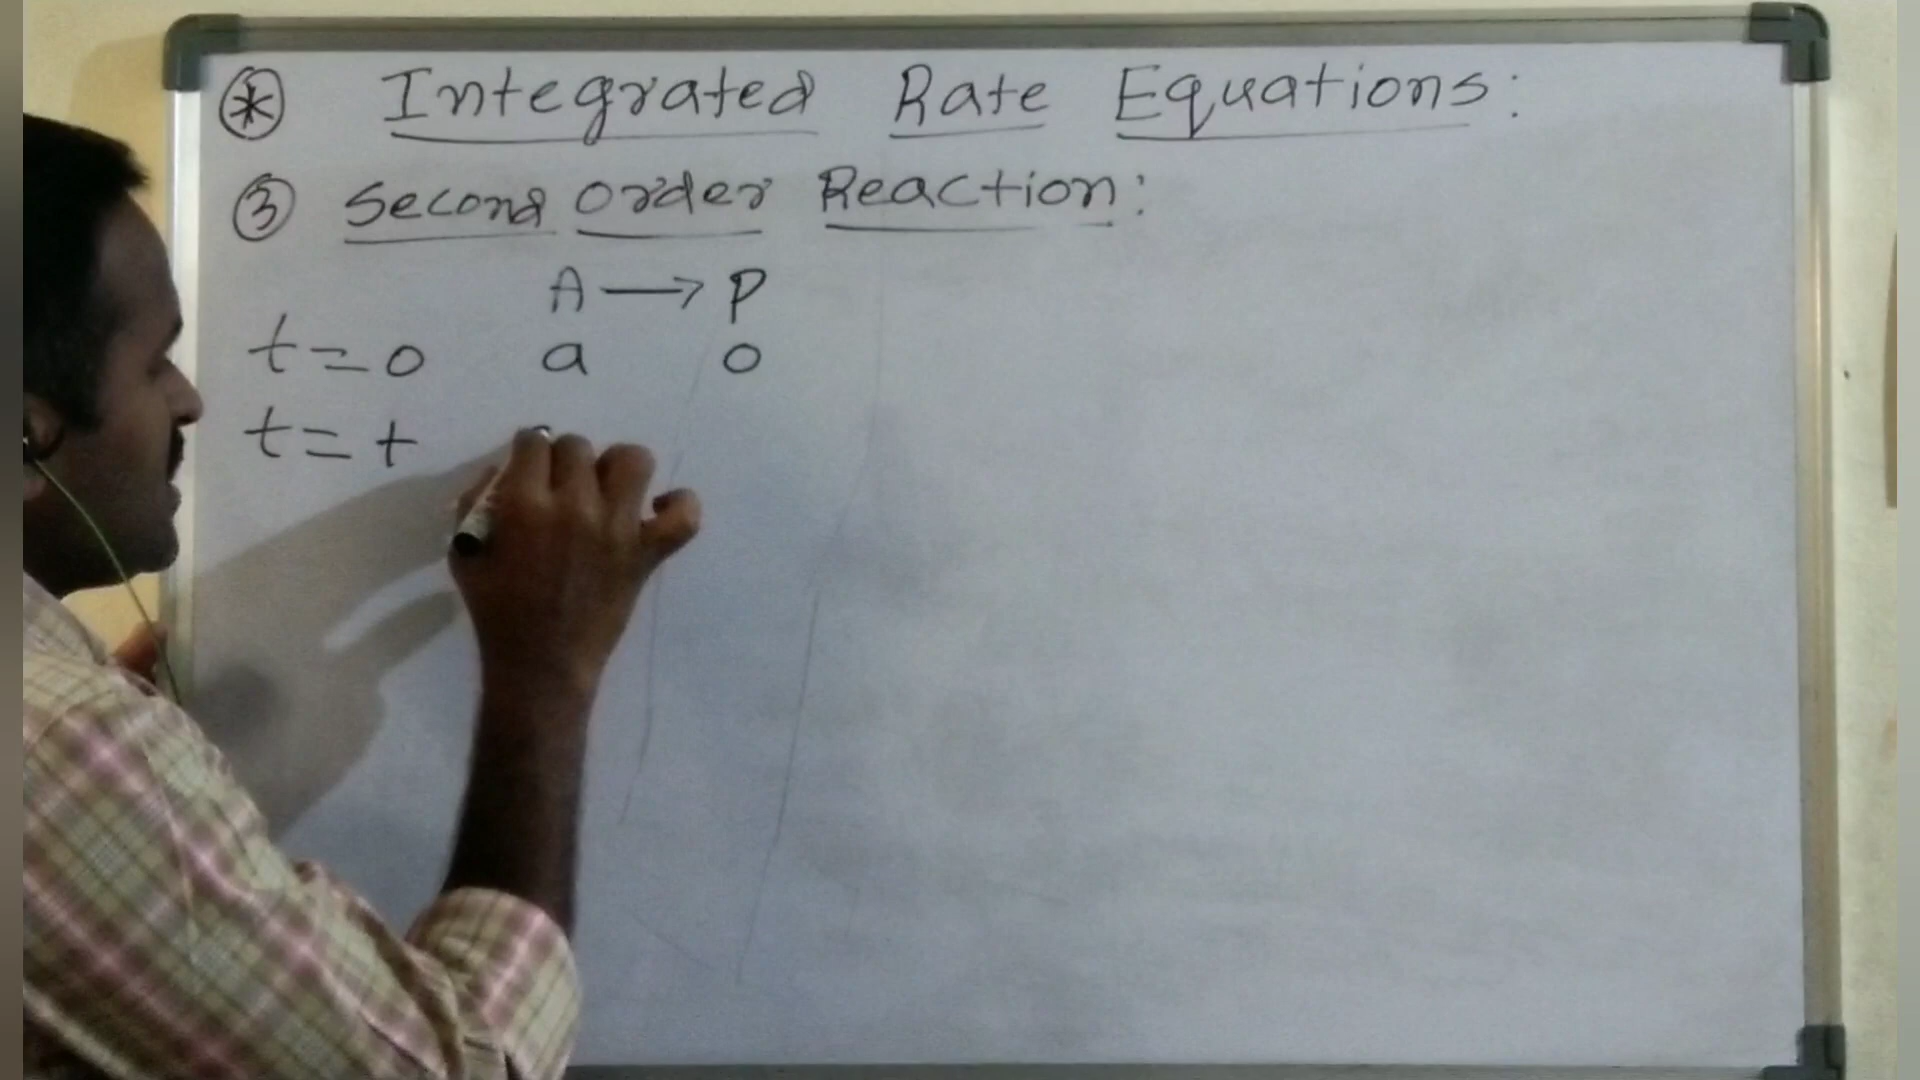 * Integrated Rate Equations:
③ Second order Reaction:
A → P
t=0 a 0
t=t